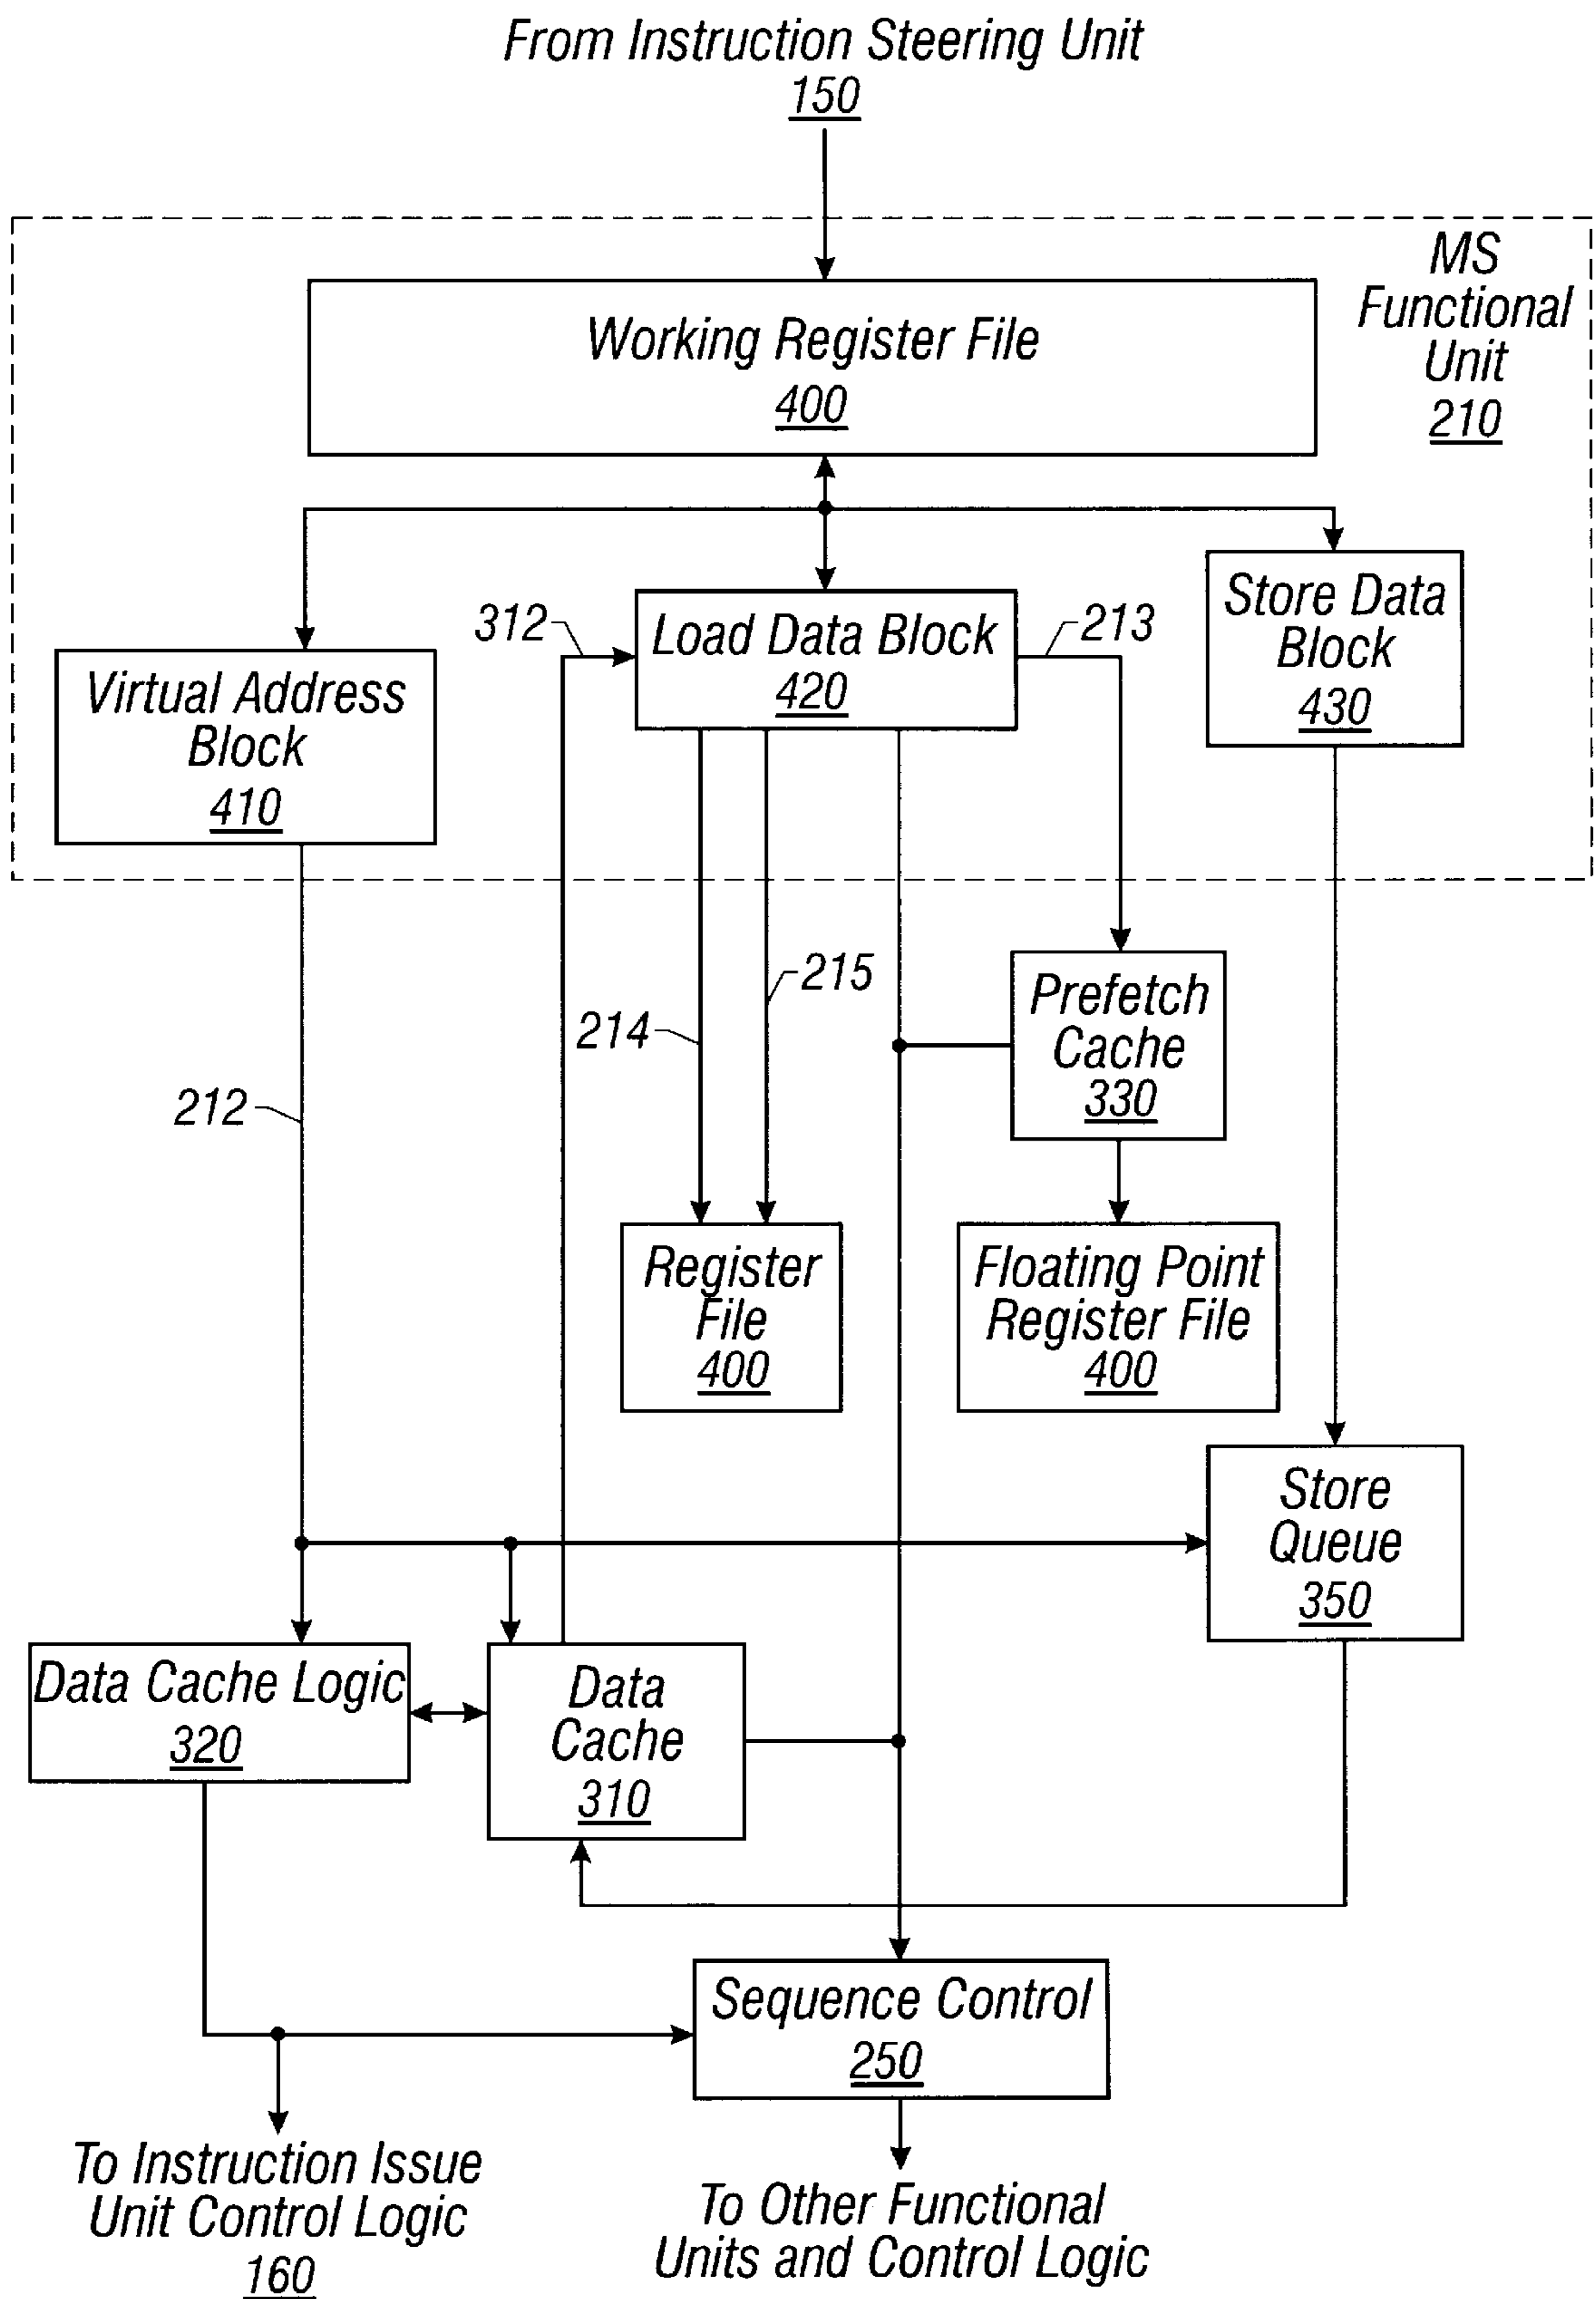 From Instruction Steering Unit
150
MS
Functional
Unit
210
Working Register File
400
312
Load Data Block
420
213
Store Data
Block
430
Virtual Address
Block
410
215
214
Prefetch
Cache
330
212
Register
File
400
Floating Point
Register File
400
Store
Queue
350
Data Cache Logic
320
Data
Cache
310
Sequence Control
250
To Instruction Issue
Unit Control Logic
160
To Other Functional
Units and Control Logic